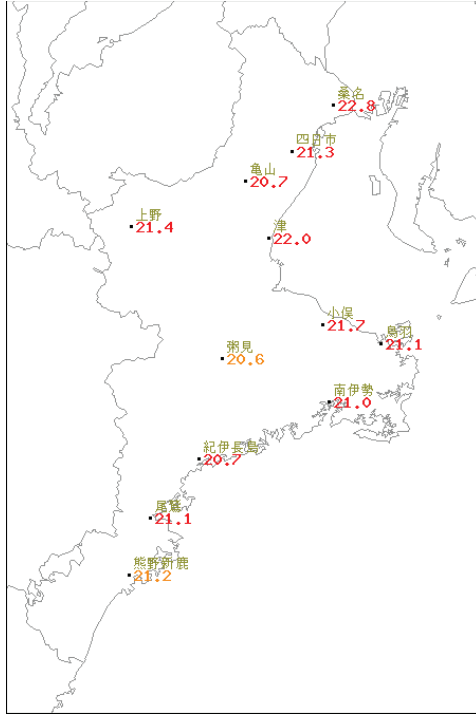 桑名
22.8
四日市
21.3
亀山
20.7
上野
21.4
津
22.0
小俣
21.7
鳥羽
21.1
粥見
20.6
南伊勢
21.0
紀伊長島
20.7
尾鷲
21.1
熊野新鹿
21.2